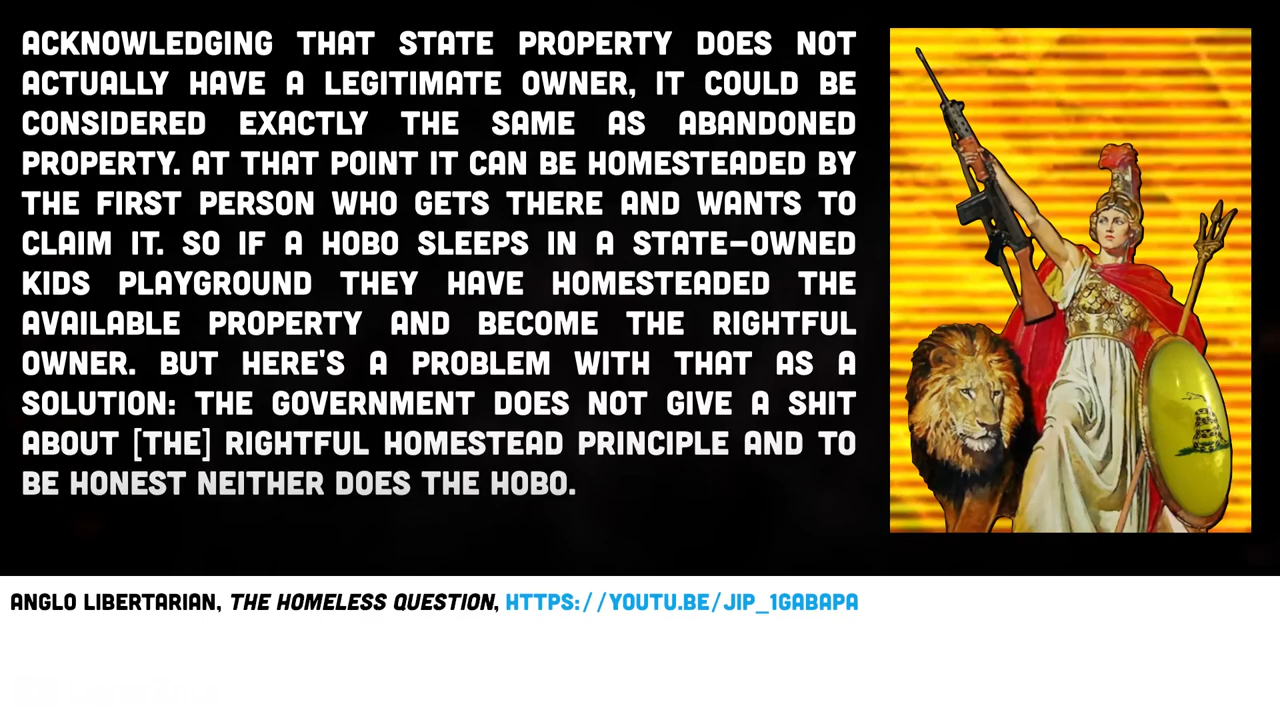 ACKNOWLEDGING THAT STATE PROPERTY DOES NOT
ACTUALLY HAVE A LEGITIMATE OWNER, IT COULD BE
CONSIDERED EXACTLY THE SAME AS ABANDONED
PROPERTY. AT THAT POINT IT CAN BE HOMESTEADED BY
THE FIRST PERSON WHO GETS THERE AND WANTS TO
CLAIM IT. SO IF A HOBO SLEEPS IN A STATE-OWNED
KIDS PLAYGROUND THEY HAVE HOMESTEADED THE
AVAILABLE PROPERTY AND BECOME THE RIGHTFUL
OWNER. BUT HERE'S A PROBLEM WITH THAT AS A
SOLUTION: THE GOVERNMENT DOES NOT GIVE A SHIT
ABOUT [THE] RIGHTFUL HOMESTEAD PRINCIPLE AND TO
BE HONEST NEITHER DOES THE HOBO.
ANGLO LIBERTARIAN, THE HOMELESS QUESTION, HTTPS://YOUTU.BE/JIP_1GABAPA